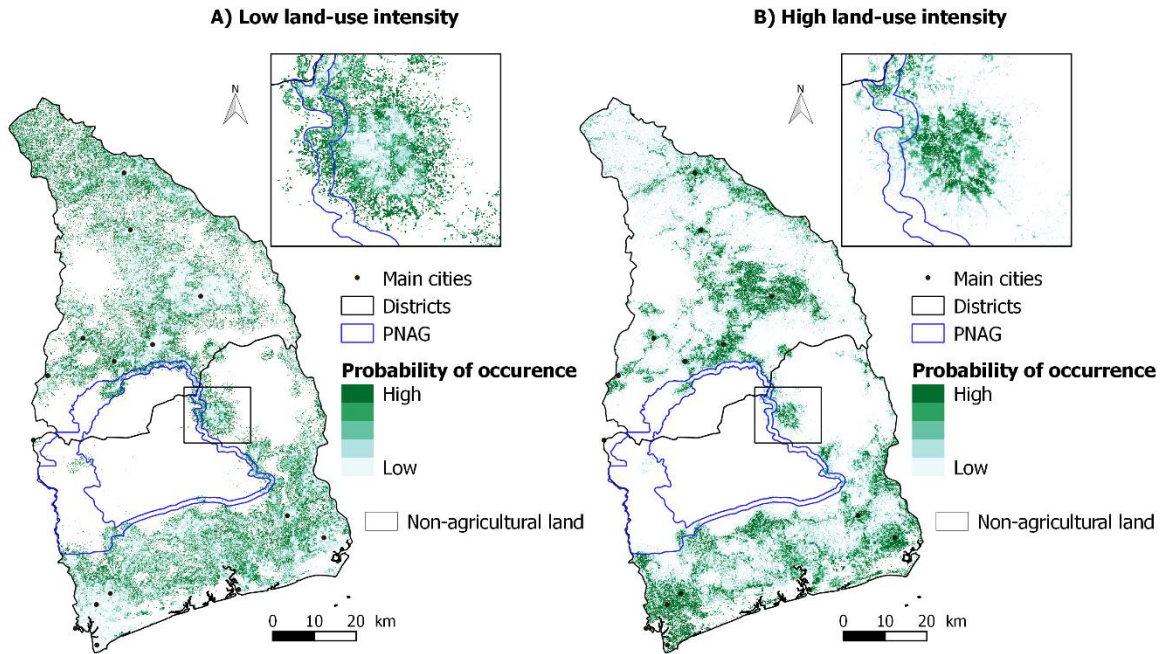 A) Low land-use intensity
N
Main cities
Districts
PNAG
Probability of occurence
High
Low
Non-agricultural land
0 10 20 km
B) High land-use intensity
N
Main cities
Districts
PNAG
Probability of occurrence
High
Low
Non-agricultural land
0 10 20 km